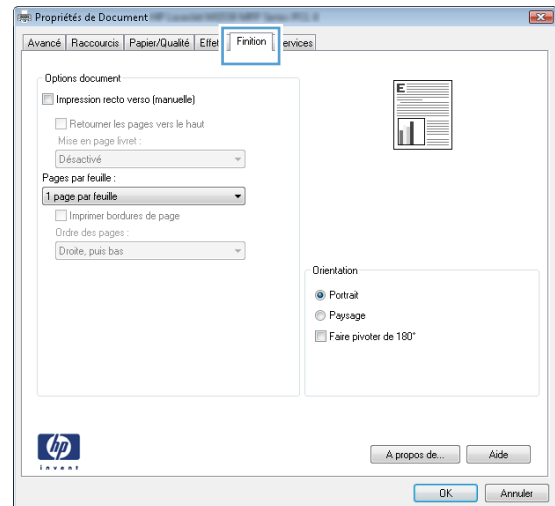 Propriétés de Document
Avancé Raccourcis Papier/Qualité Effet Finition ervices
Options document
Impression recto verso (manuelle)
Retourner les pages vers le haut
Mise en page livret :
Désactivé
Pages par feuille :
1 page par feuille
Imprimer bordures de page
Ordre des pages :
Droite, puis bas
E
Orientation
Portrait
Paysage
Faire pivoter de 180°
hp
invent
A propos de... Aide
OK Annuler